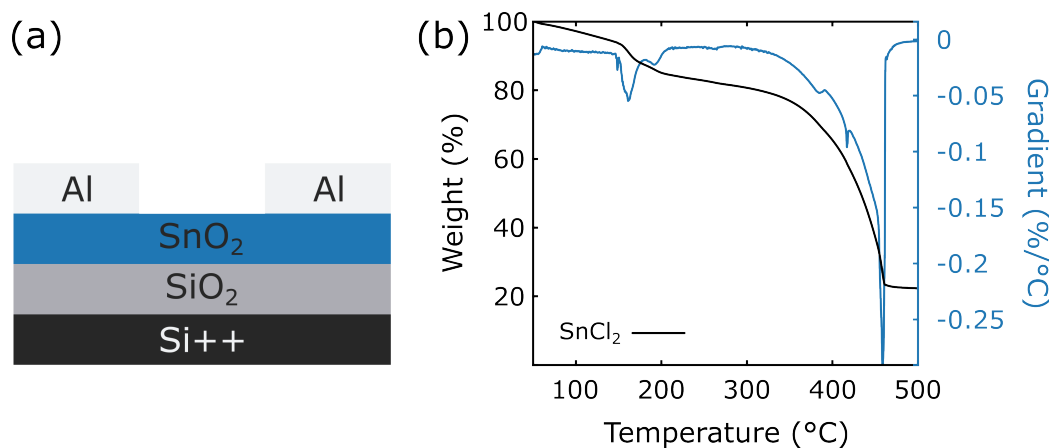 (a)
Al
Al
SnO₂
SiO₂
Si++
(b)
100
80
60
40
20
Weight (%)
SnCl₂
100
200
300
400
500
Temperature (°C)
0
-0.05
-0.1
-0.15
-0.2
-0.25
Gradient (%/°C)